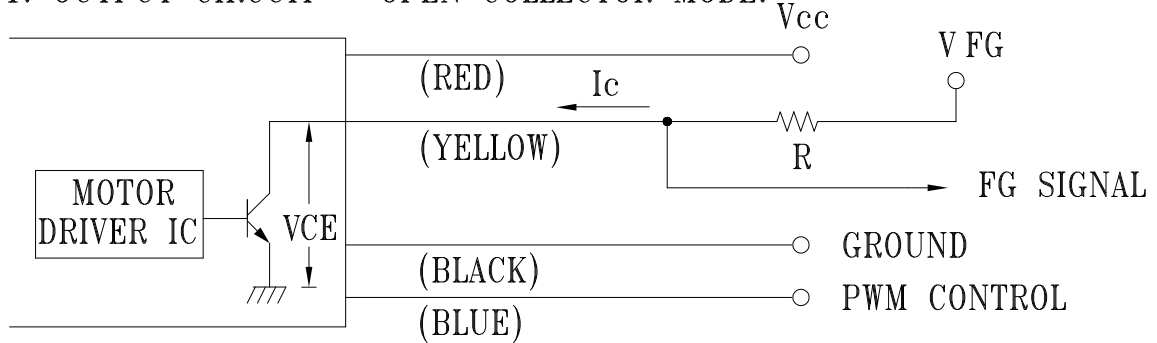 Vcc
V FG
(RED)
Ic
(YELLOW)
R
MOTOR
DRIVER IC
VCE
FG SIGNAL
GROUND
(BLACK)
PWM CONTROL
(BLUE)